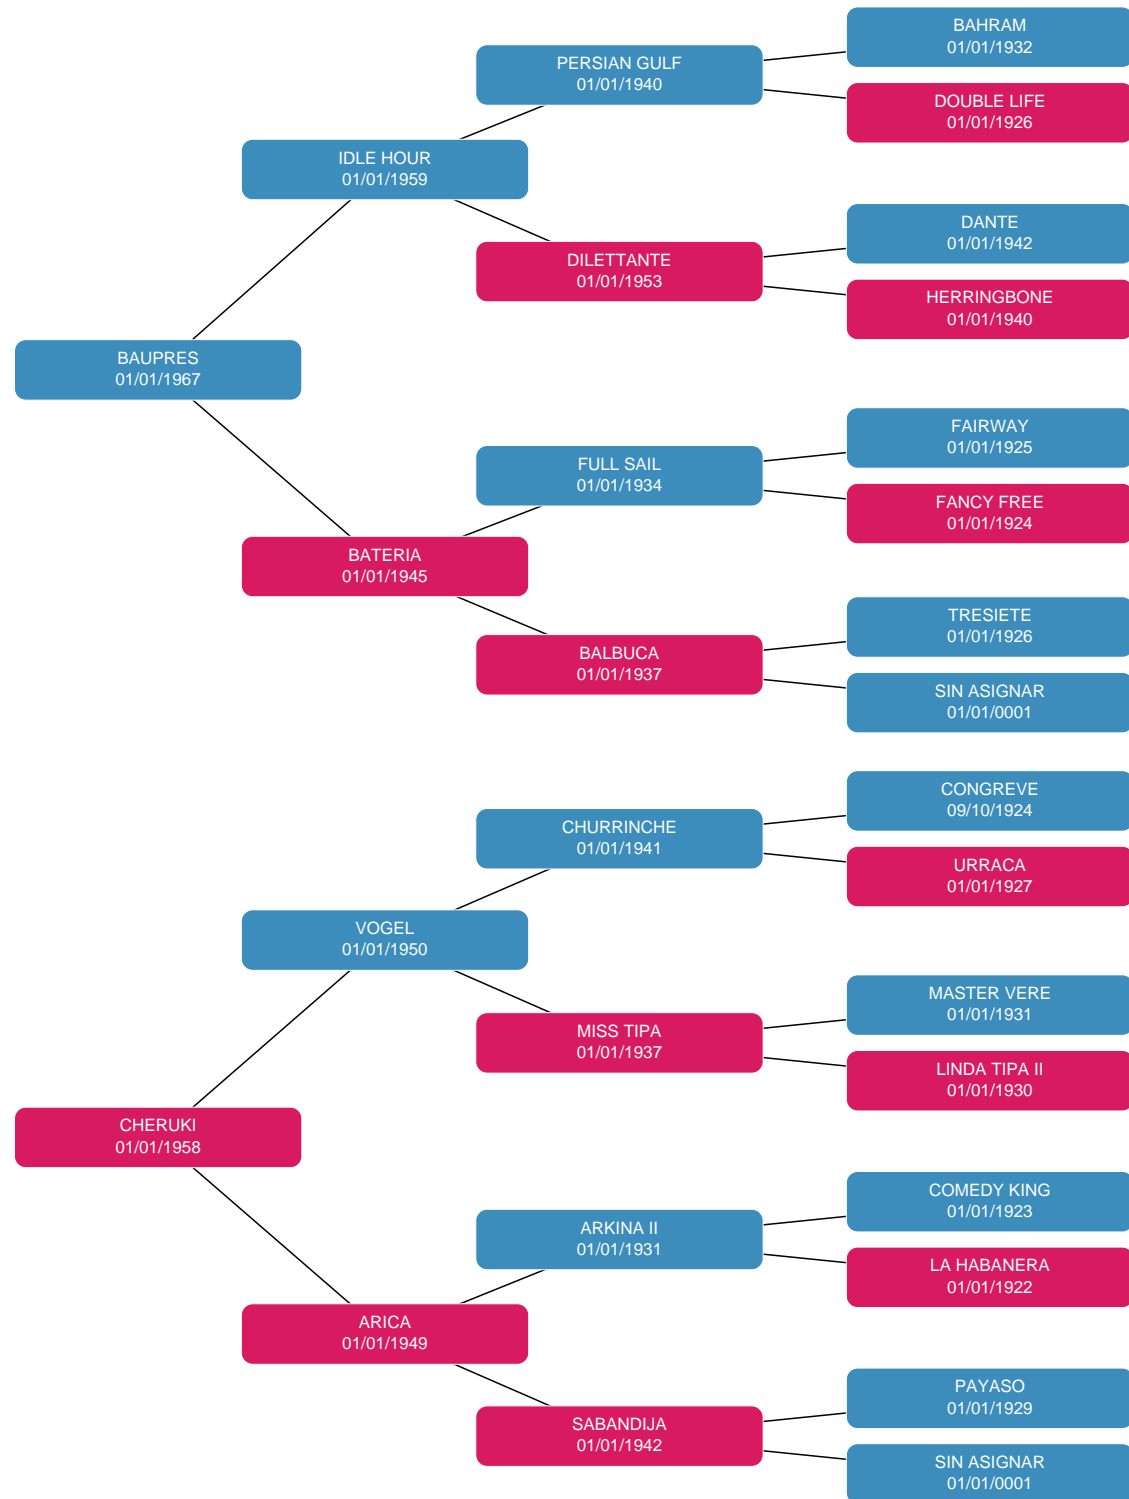 BAHRAM
01/01/1932
PERSIAN GULF
01/01/1940
DOUBLE LIFE
01/01/1926
IDLE HOUR
01/01/1959
DANTE
01/01/1942
DILETTANTE
01/01/1953
HERRINGBONE
01/01/1940
BAUPRES
01/01/1967
FAIRWAY
01/01/1925
FULL SAIL
01/01/1934
FANCY FREE
01/01/1924
BATERIA
01/01/1945
TRESIETE
01/01/1926
BALBUCA
01/01/1937
SIN ASIGNAR
01/01/0001
CONGREVE
09/10/1924
CHURRINCHE
01/01/1941
URRACA
01/01/1927
VOGEL
01/01/1950
MASTER VERE
01/01/1931
MISS TIPA
01/01/1937
LINDA TIPA II
01/01/1930
CHERUKI
01/01/1958
COMEDY KING
01/01/1923
ARKINA II
01/01/1931
LA HABANERA
01/01/1922
ARICA
01/01/1949
PAYASO
01/01/1929
SABANDIJA
01/01/1942
SIN ASIGNAR
01/01/0001